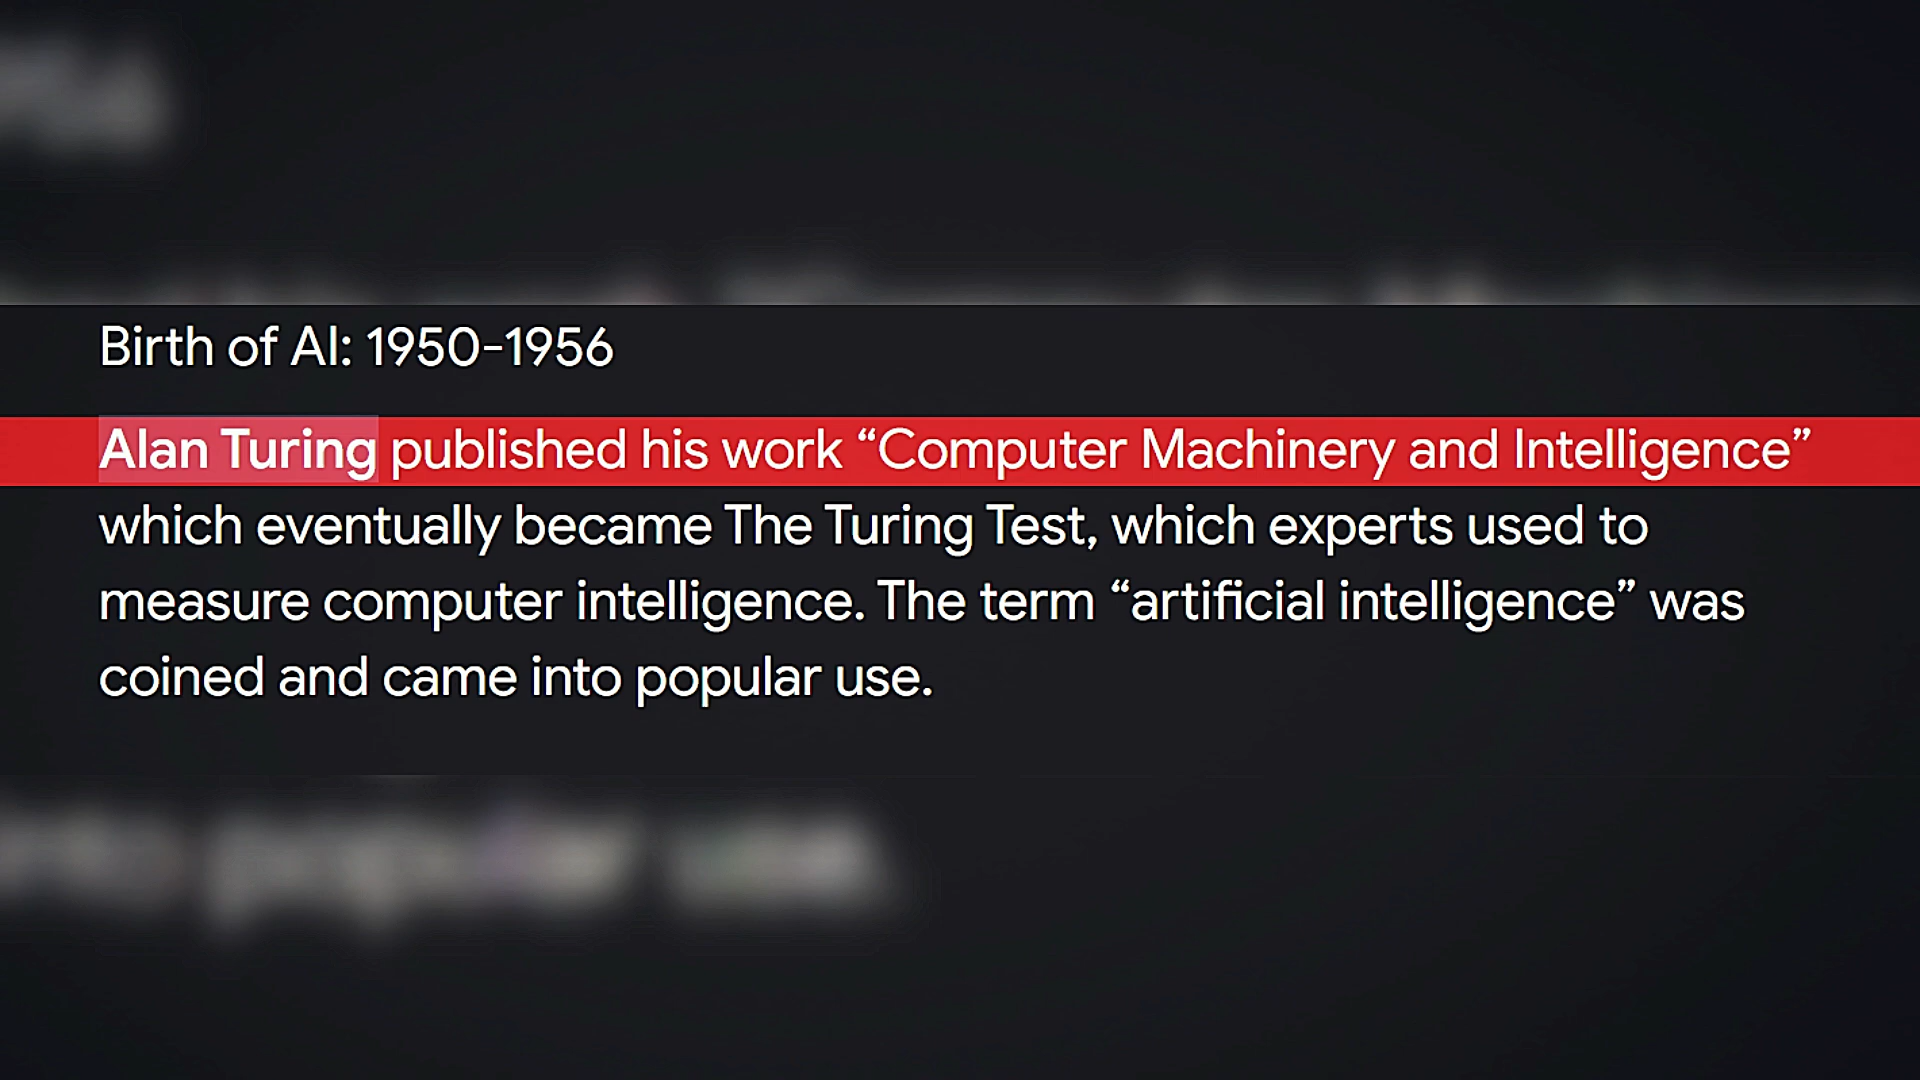 Birth of AI: 1950-1956
Alan Turing published his work “Computer Machinery and Intelligence”
which eventually became The Turing Test, which experts used to
measure computer intelligence. The term “artificial intelligence” was
coined and came into popular use.
popular use.